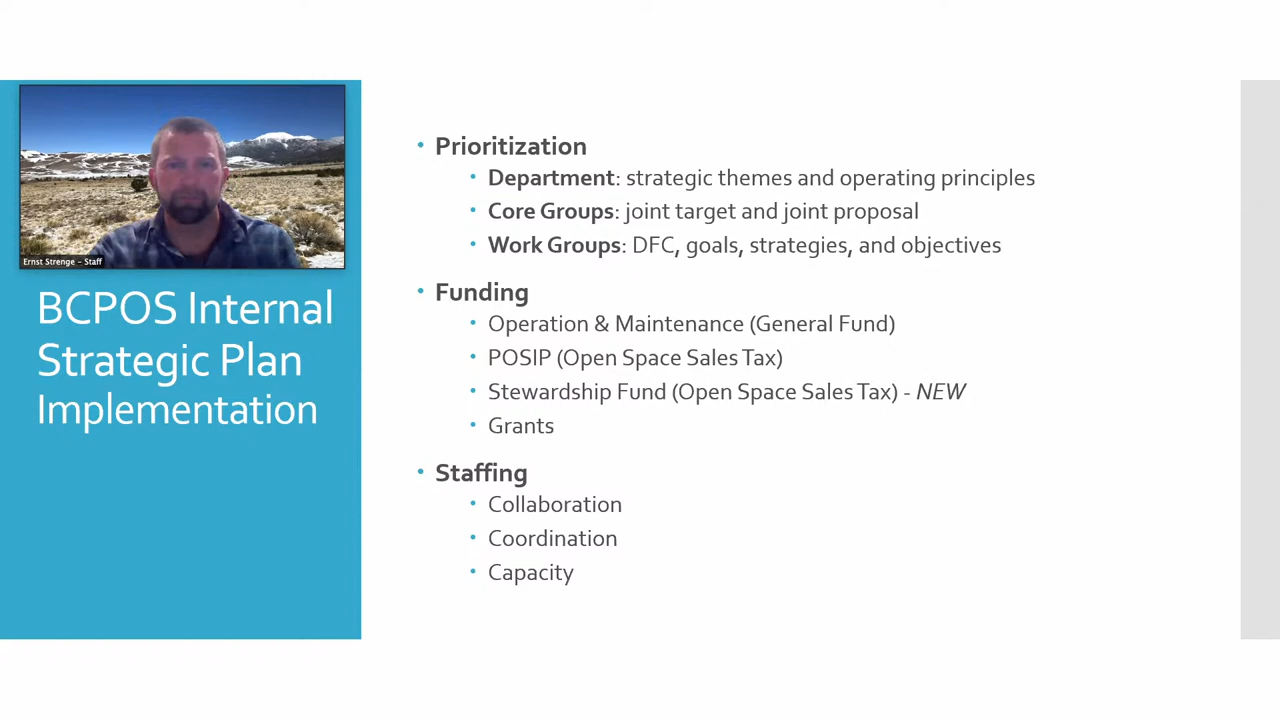 Ernst Strenge - Staff
BCPOS Internal
Strategic Plan
Implementation
• Prioritization
• Department: strategic themes and operating principles
• Core Groups: joint target and joint proposal
• Work Groups: DFC, goals, strategies, and objectives
• Funding
• Operation & Maintenance (General Fund)
• POSIP (Open Space Sales Tax)
• Stewardship Fund (Open Space Sales Tax) - NEW
• Grants
• Staffing
• Collaboration
• Coordination
• Capacity